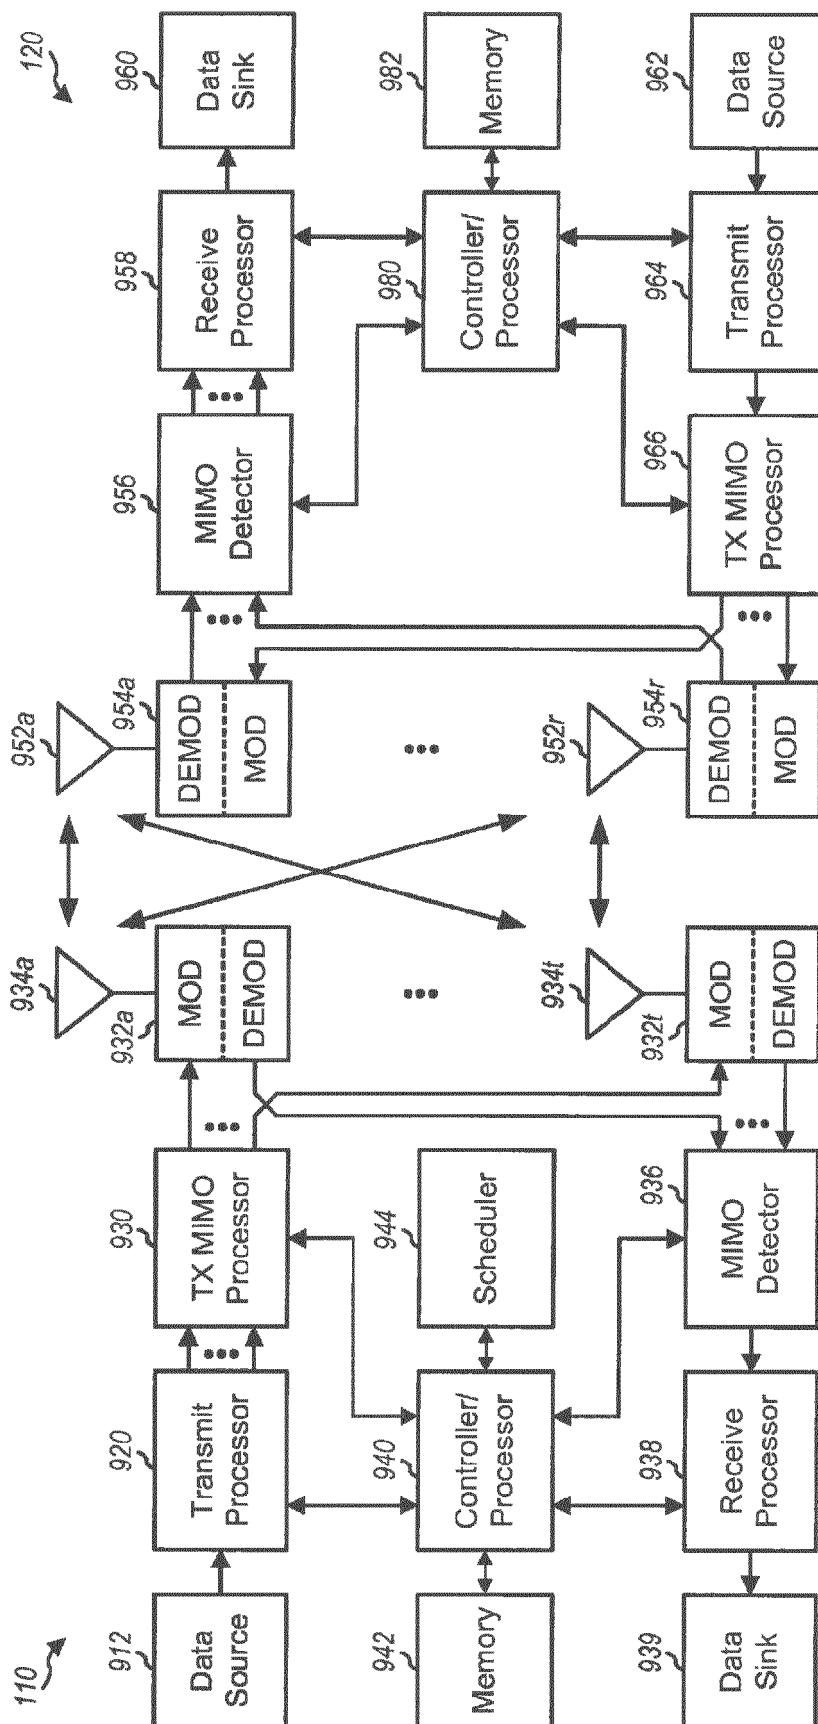 110
120
912
Data
Source
920
Transmit
Processor
930
TX MIMO
Processor
932a
MOD
DEMOD
934a
952a
954a
DEMOD
MOD
956
MIMO
Detector
958
Receive
Processor
960
Data
Sink
942
Memory
940
Controller/
Processor
944
Scheduler
980
Controller/
Processor
982
Memory
939
Data
Sink
938
Receive
Processor
936
MIMO
Detector
932t
MOD
DEMOD
934t
952r
954r
DEMOD
MOD
966
TX MIMO
Processor
964
Transmit
Processor
962
Data
Source